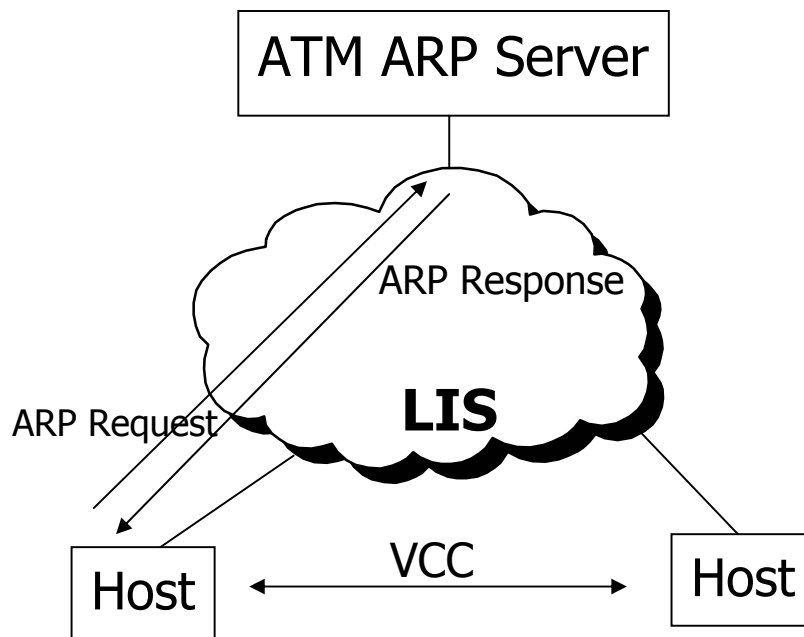 ATM ARP Server
ARP Response
LIS
ARP Request
VCC
Host
Host